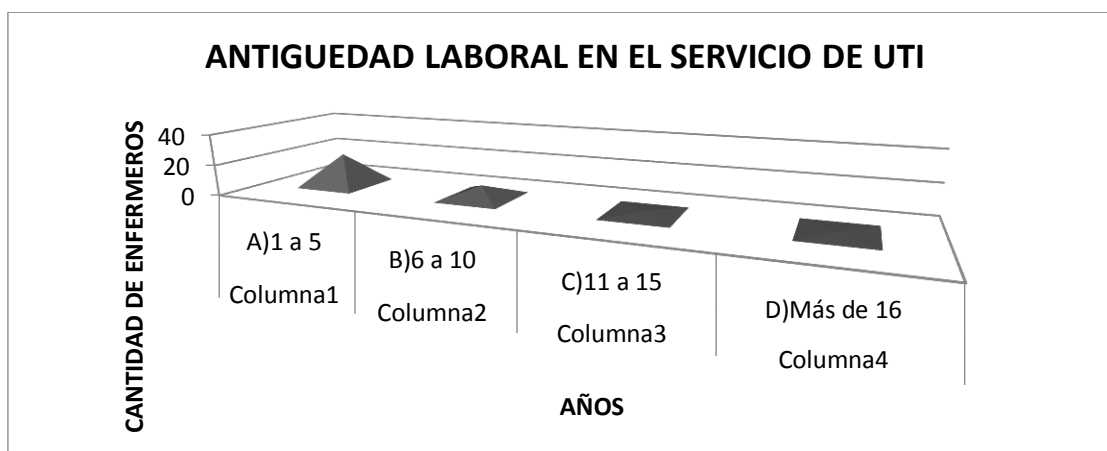 ANTIGUEDAD LABORAL EN EL SERVICIO DE UTI
CANTIDAD DE ENFERMEROS
40
20
0
A)1 a 5
Columna1
B)6 a 10
Columna2
C)11 a 15
Columna3
D)Más de 16
Columna4
AÑOS